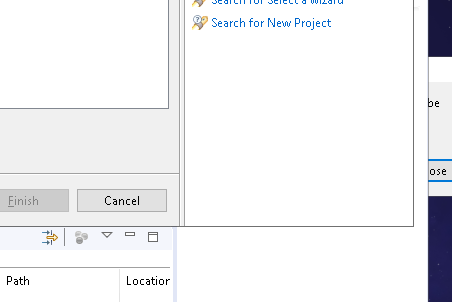 Search for Select a wizard
Search for New Project
be
ose
Finish
Cancel
Path
Location